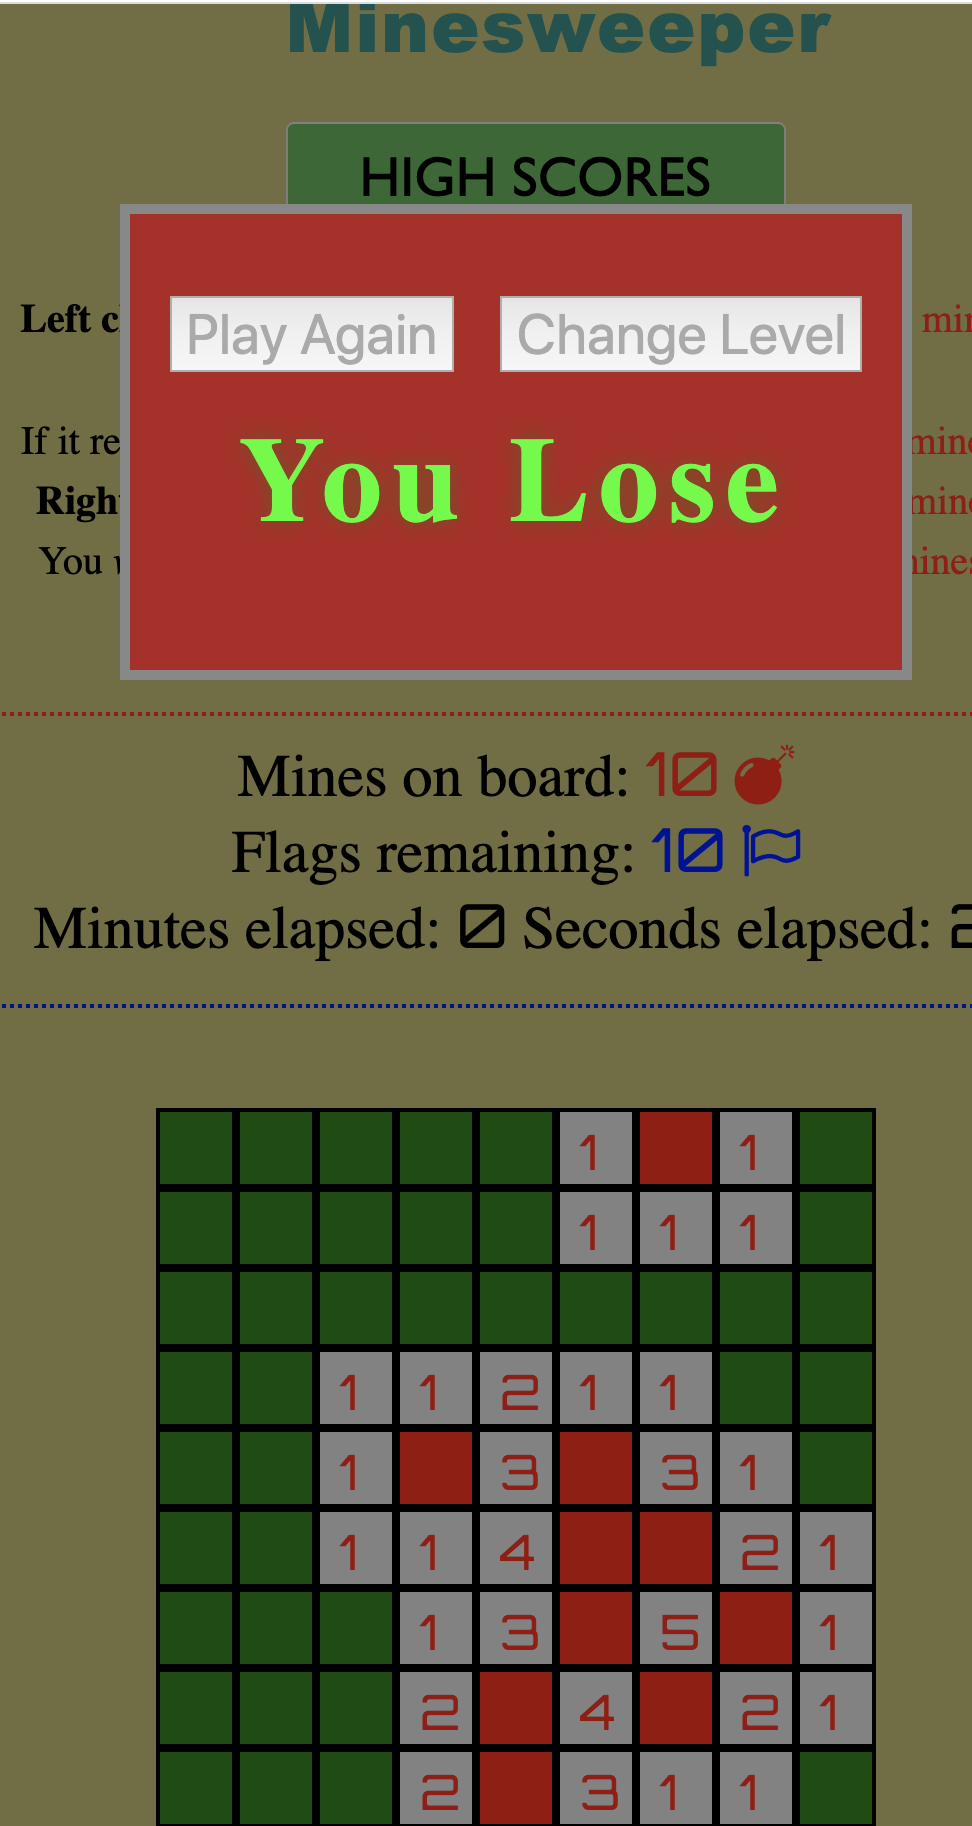 Minesweeper
HIGH SCORES
Left c
min
Play Again Change Level
If it re
mine
You Lose
Right
mine
You
mines
Mines on board: 10
Flags remaining: 10
Minutes elapsed: 0 Seconds elapsed: 2
1 1
1 1 1
1 1 2 1 1
1 3 3 1
1 1 4 2 1
1 3 5 1
2 4 2 1
2 3 1 1